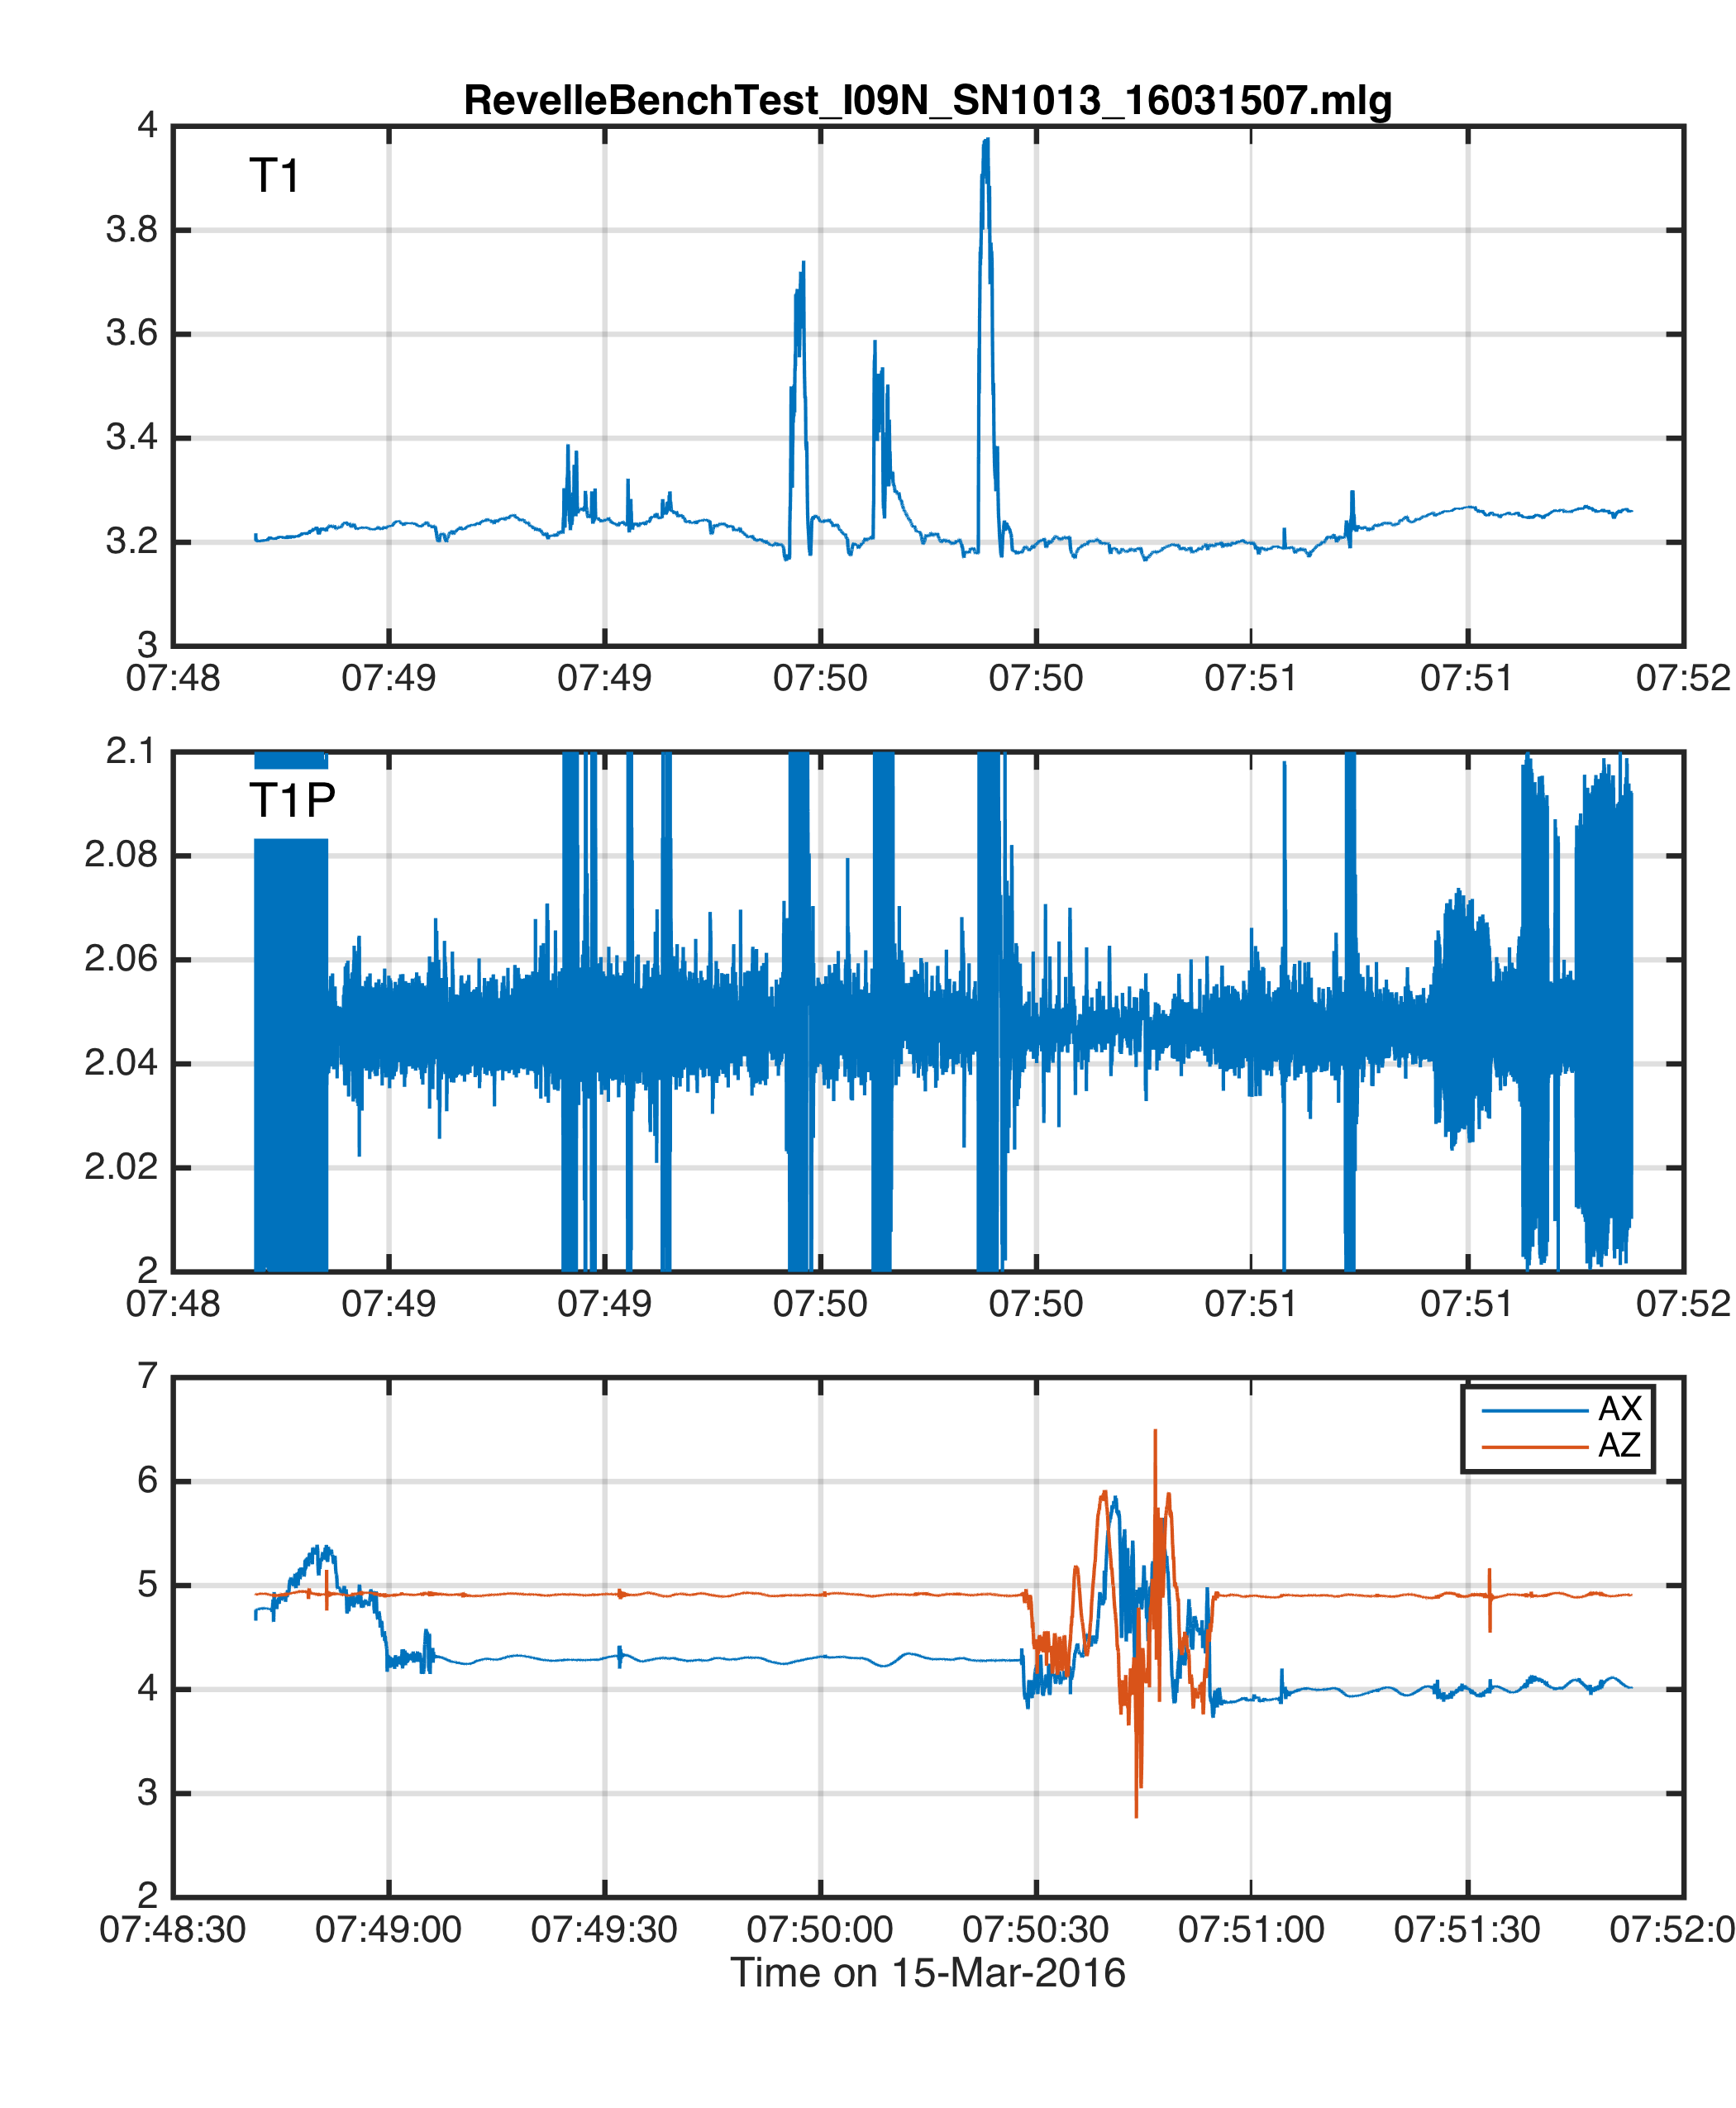 RevelleBenchTest_I09N_SN1013_16031507.mlg
4
T1
3.8
3.6
3.4
3.2
3
07:48 07:49 07:49 07:50 07:50 07:51 07:51 07:52
2.1
T1P
2.08
2.06
2.04
2.02
2
07:48 07:49 07:49 07:50 07:50 07:51 07:51 07:52
7
AX
AZ
6
5
4
3
2
07:48:30 07:49:00 07:49:30 07:50:00 07:50:30 07:51:00 07:51:30 07:52:0
Time on 15-Mar-2016